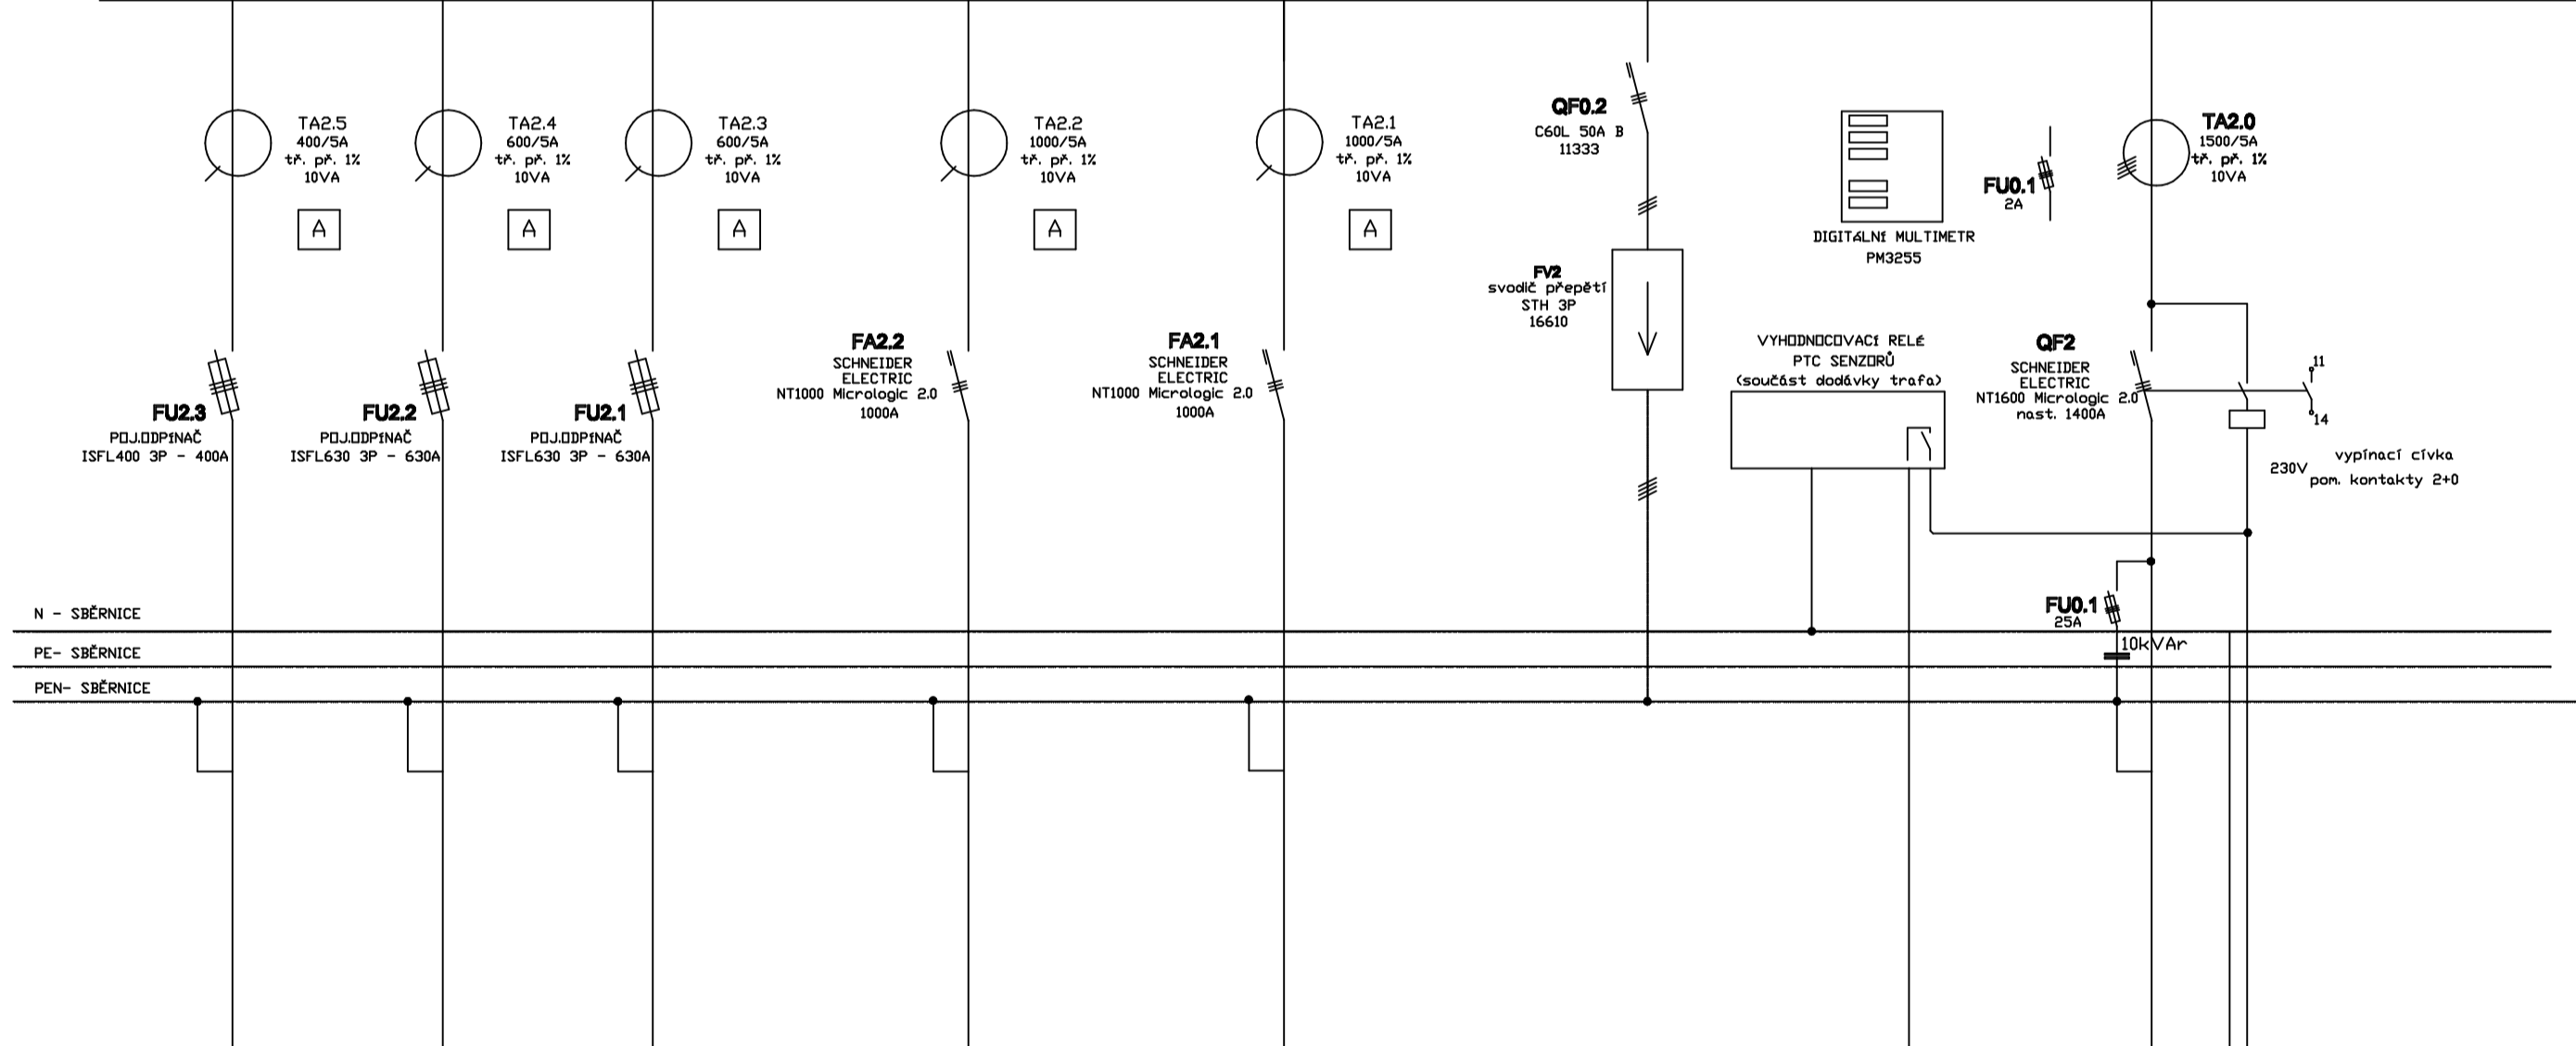 TA2.5
400/5A
tř. př. 1%
10VA
A
TA2.4
600/5A
tř. př. 1%
10VA
A
TA2.3
600/5A
tř. př. 1%
10VA
A
TA2.2
1000/5A
tř. př. 1%
10VA
A
TA2.1
1000/5A
tř. př. 1%
10VA
A
QF0.2
C60L 50A B
11333
DIGITÁLNÍ MULTIMETR
PM3255
FU0.1
2A
TA2.0
1500/5A
tř. př. 1%
10VA
FU2.3
POJ.ODPÍNAČ
ISFL400 3P - 400A
FU2.2
POJ.ODPÍNAČ
ISFL630 3P - 630A
FU2.1
POJ.ODPÍNAČ
ISFL630 3P - 630A
FA2.2
SCHNEIDER
ELECTRIC
NT1000 Micrologic 2.0
1000A
FA2.1
SCHNEIDER
ELECTRIC
NT1000 Micrologic 2.0
1000A
FV2
svodič přepětí
STH 3P
16610
VYHODNOCOVACÍ RELÉ
PTC SENZORŮ
(součást dodávky trafa)
QF2
SCHNEIDER
ELECTRIC
NT1600 Micrologic 2.0
nast. 1400A
11
14
vypínací cívka
230V
pom. kontakty 2+0
FU0.1
25A
10kVAr
N - SBĚRNICE
PE- SBĚRNICE
PEN- SBĚRNICE